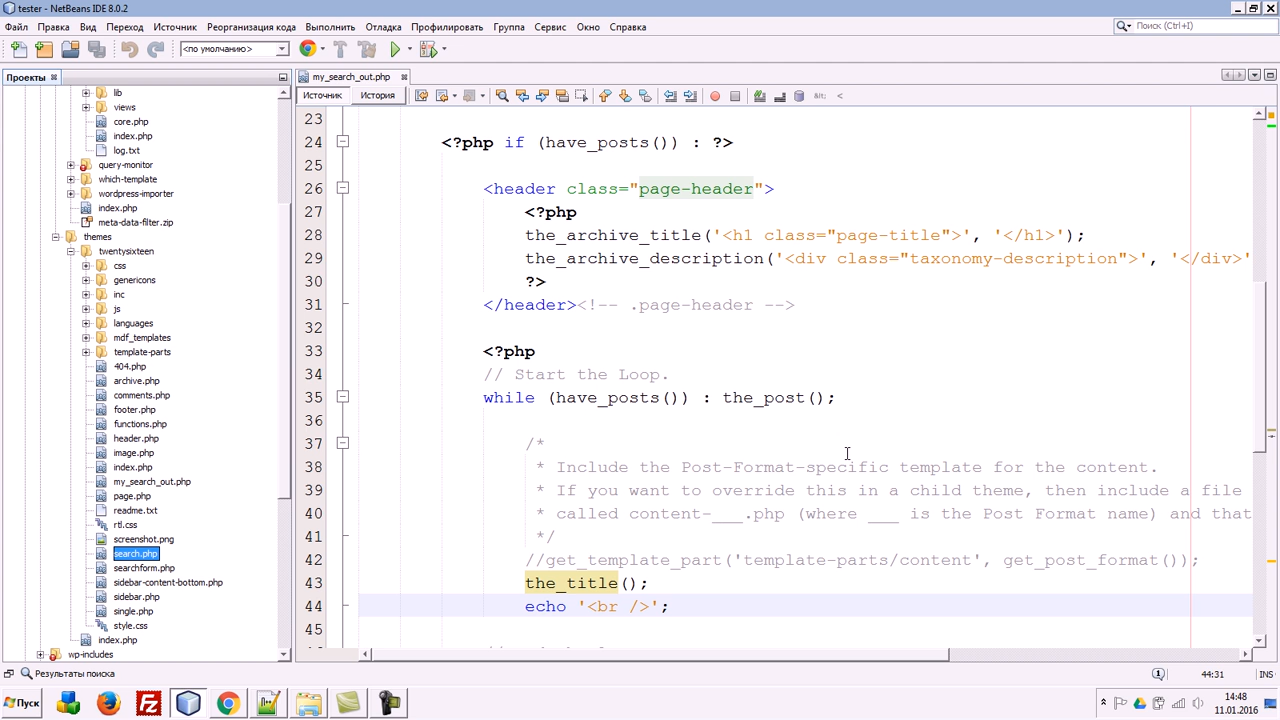 tester - NetBeans IDE 8.0.2
Файл Правка Вид Переход Источник Реорганизация кода Выполнить Отладка Профилировать Группа Сервис Окно Справка
Поиск (Ctrl+I)
<по умолчанию>
Проекты
my_search_out.php
Источник История
lib
views
core.php
index.php
log.txt
query-monitor
which-template
wordpress-importer
index.php
meta-data-filter.zip
themes
twentysixteen
css
genericons
inc
js
languages
mdf_templates
template-parts
404.php
archive.php
comments.php
footer.php
functions.php
header.php
image.php
index.php
my_search_out.php
page.php
readme.txt
rtl.css
screenshot.png
search.php
searchform.php
sidebar-content-bottom.php
sidebar.php
single.php
style.css
index.php
wp-includes
23
24 <?php if (have_posts()) : ?>
25
26 <header class="page-header">
27 <?php
28 the_archive_title('<h1 class="page-title">', '</h1>');
29 the_archive_description('<div class="taxonomy-description">', '</div>'
30 ?>
31 </header><!-- .page-header -->
32
33 <?php
34 // Start the Loop.
35 while (have_posts()) : the_post();
36
37 /*
38 * Include the Post-Format-specific template for the content.
39 * If you want to override this in a child theme, then include a file
40 * called content-___.php (where ___ is the Post Format name) and that
41 */
42 //get_template_part('template-parts/content', get_post_format());
43 the_title();
44 echo '<br />';
45
Результаты поиска
1
44:31
INS
Пуск
14:48
11.01.2016